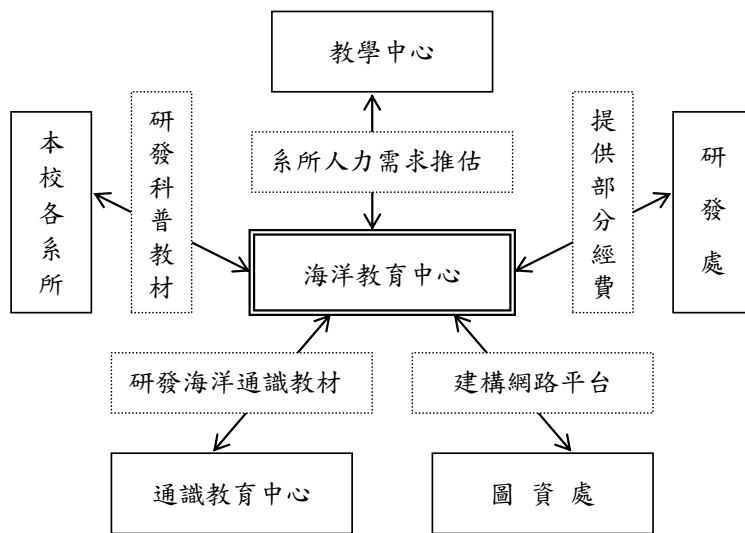 教學中心
系所人力需求推估
本校各系所
研發科普教材
提供部分經費
研發處
海洋教育中心
研發海洋通識教材
建構網路平台
通識教育中心
圖 資 處